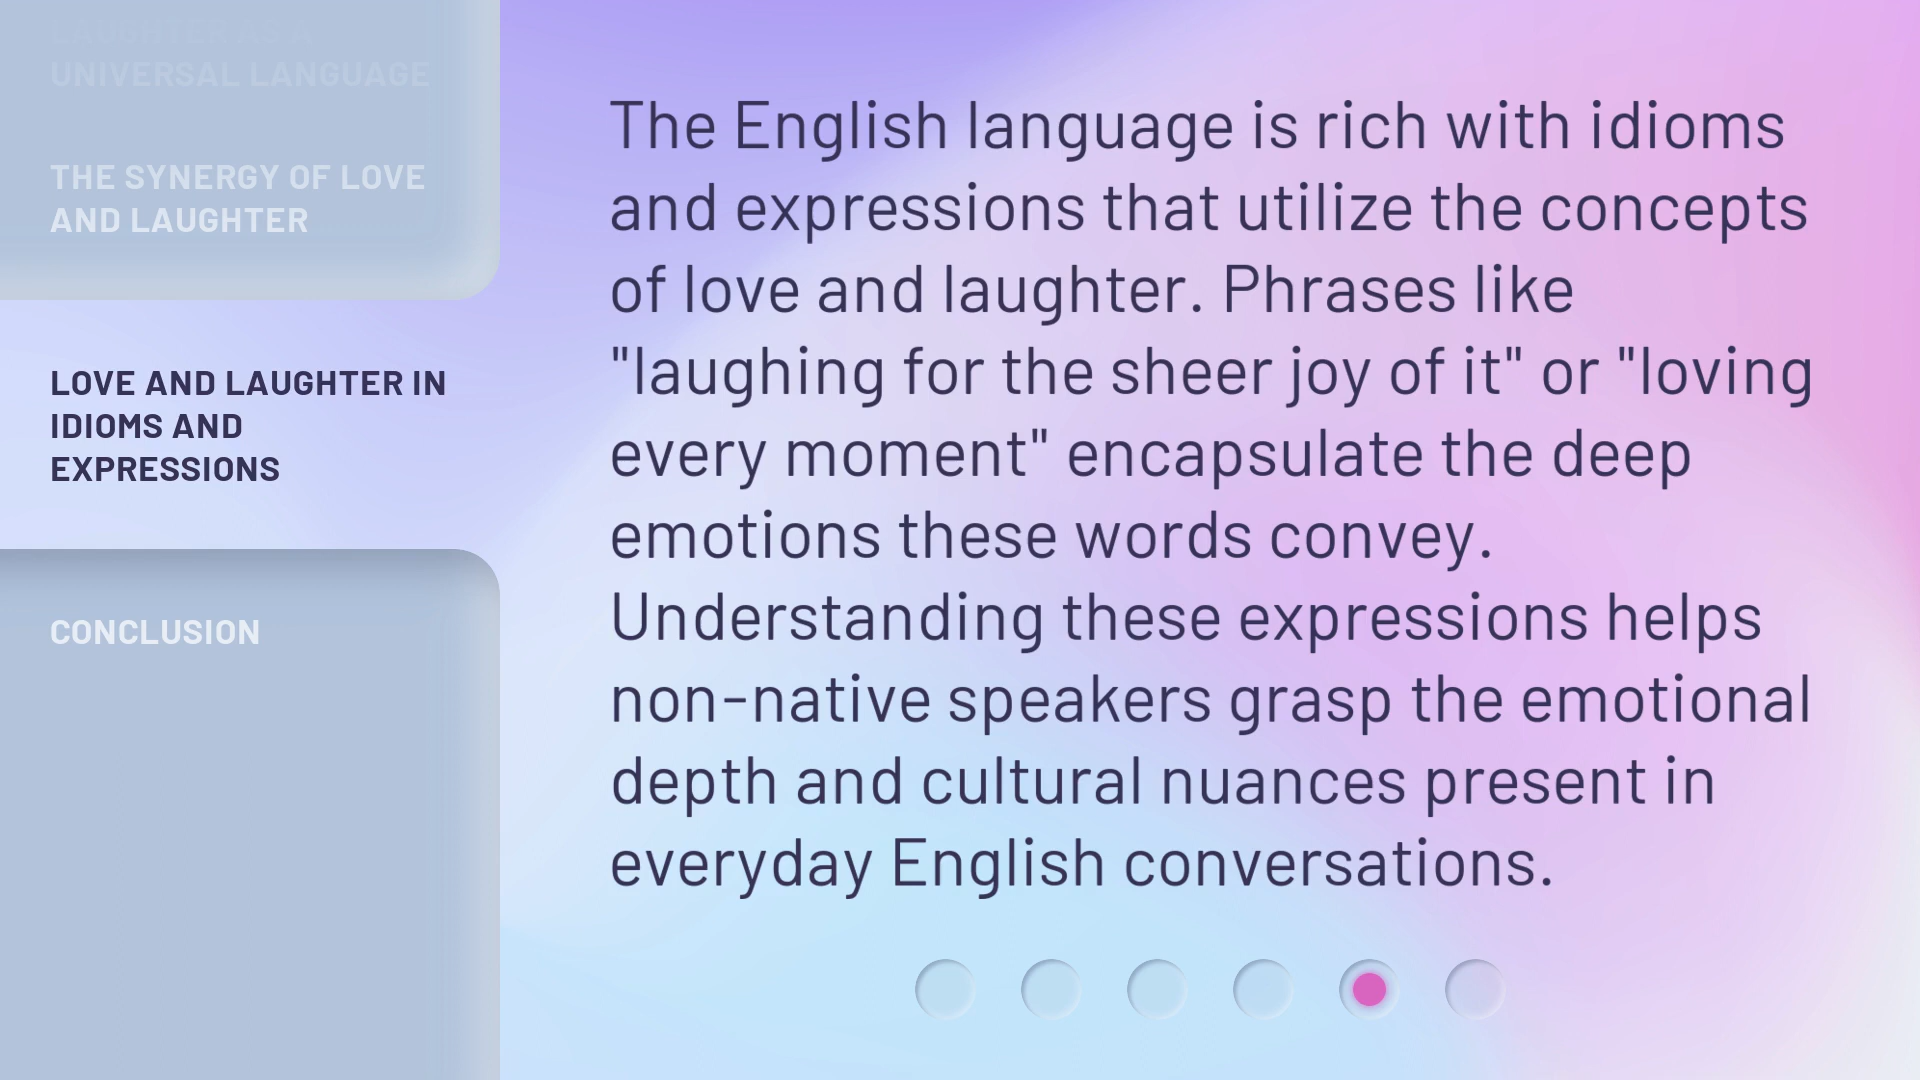 LAUGHTER AS A
UNIVERSAL LANGUAGE
THE SYNERGY OF LOVE
AND LAUGHTER
LOVE AND LAUGHTER IN
IDIOMS AND
EXPRESSIONS
CONCLUSION
The English language is rich with idioms
and expressions that utilize the concepts
of love and laughter. Phrases like
"laughing for the sheer joy of it" or "loving
every moment" encapsulate the deep
emotions these words convey.
Understanding these expressions helps
non-native speakers grasp the emotional
depth and cultural nuances present in
everyday English conversations.